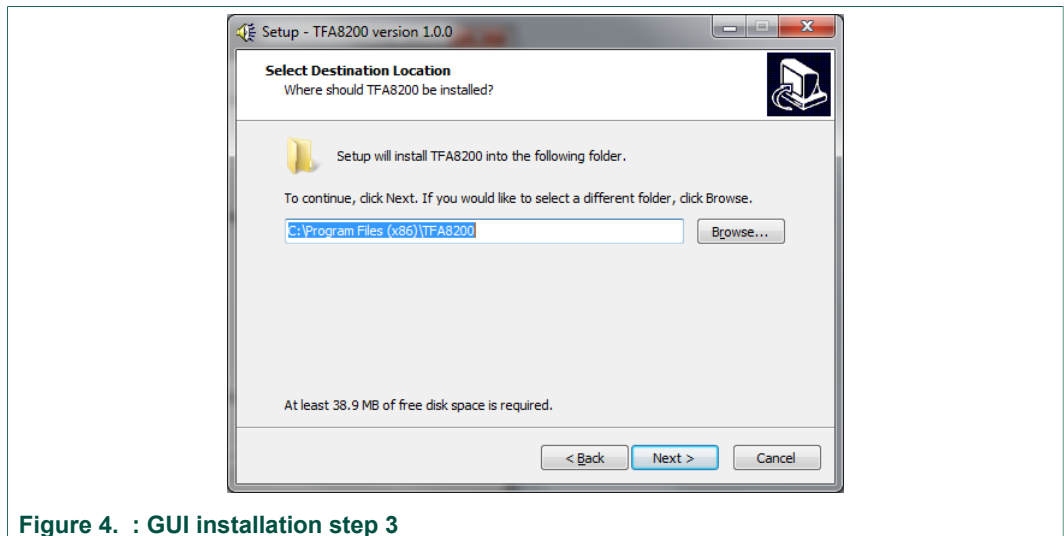 Setup - TFA8200 version 1.0.0
Select Destination Location
Where should TFA8200 be installed?
Setup will install TFA8200 into the following folder.
To continue, click Next. If you would like to select a different folder, click Browse.
C:\Program Files (x86)\TFA8200
Browse...
At least 38.9 MB of free disk space is required.
< Back Next > Cancel
Figure 4. : GUI installation step 3